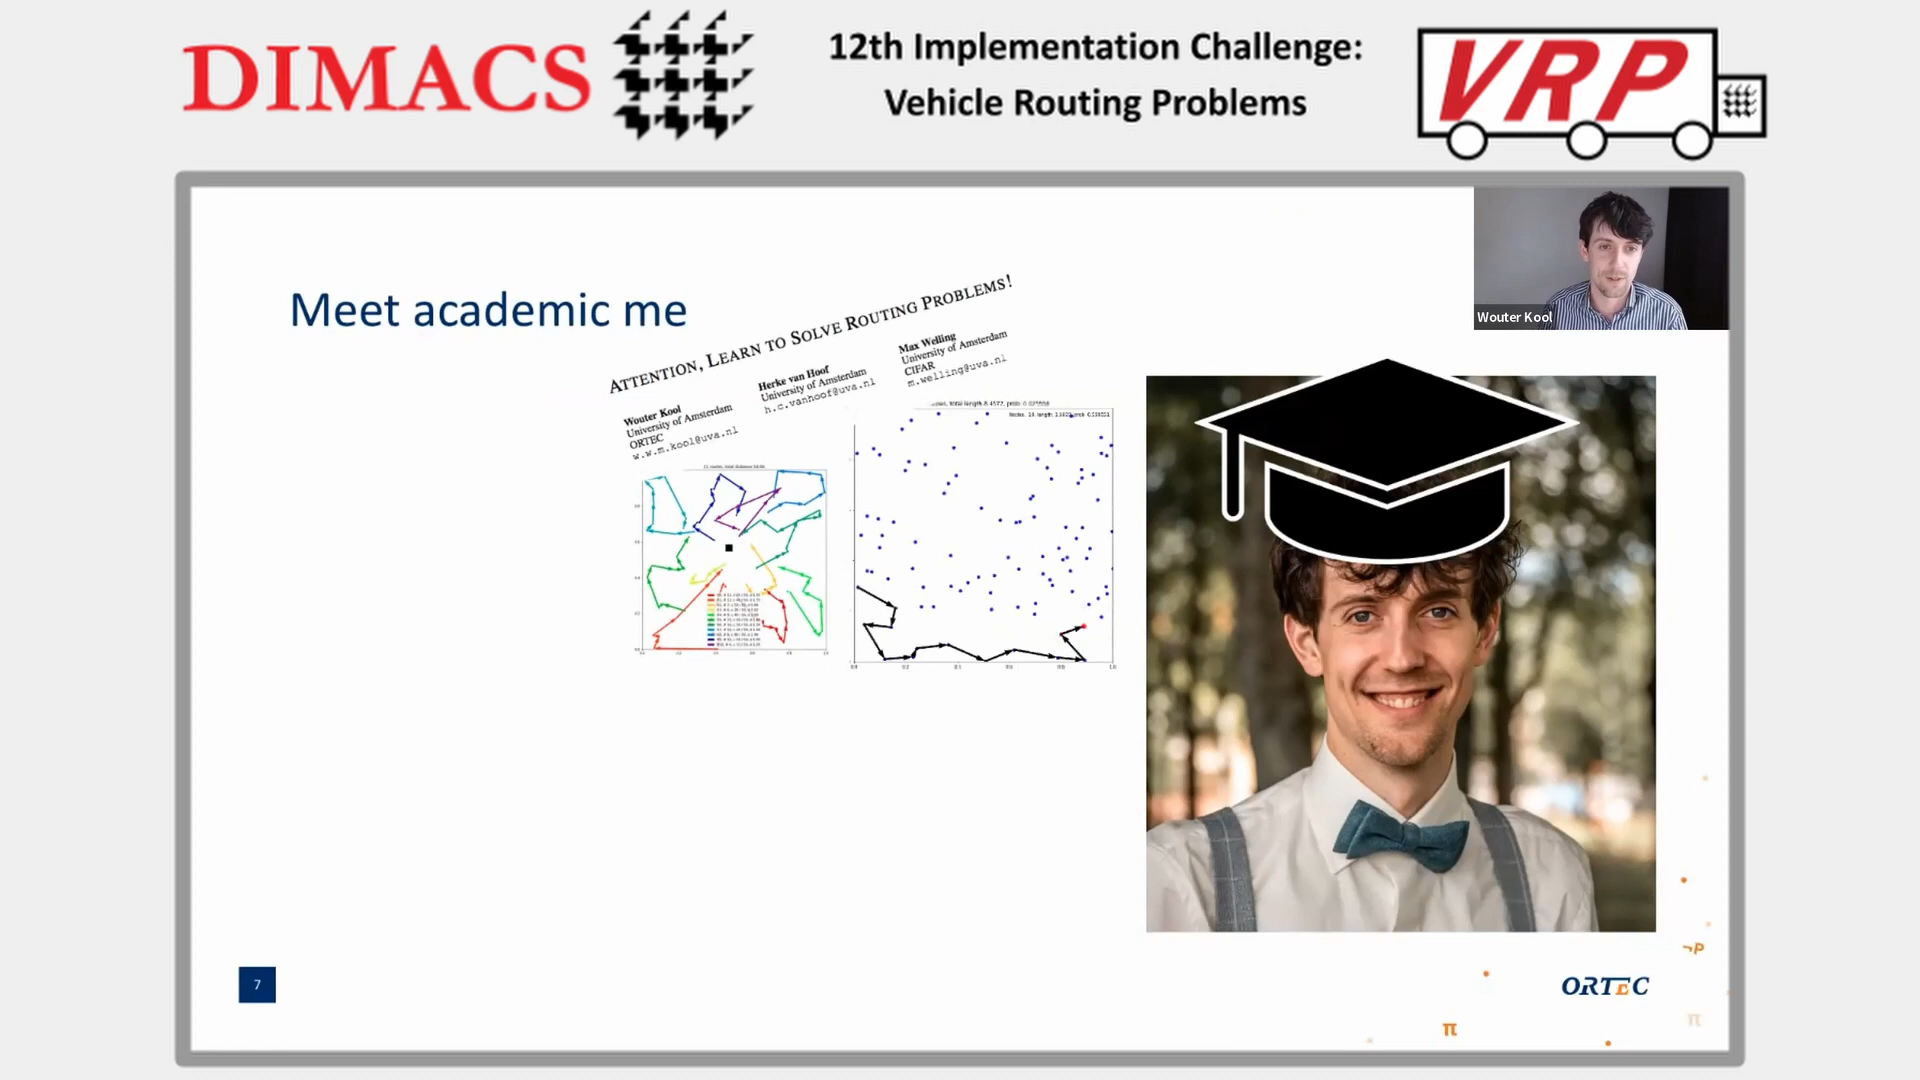 DIMACS
12th Implementation Challenge:
Vehicle Routing Problems
VRP
Wouter Kool
Meet academic me
ATTENTION, LEARN TO SOLVE ROUTING PROBLEMS!
Wouter Kool
University of Amsterdam
ORTEC
w.w.m.kool@uva.nl
Herke van Hoof
University of Amsterdam
h.c.vanhoof@uva.nl
Max Welling
University of Amsterdam
CIFAR
m.welling@uva.nl
7
ORTEC
π
π